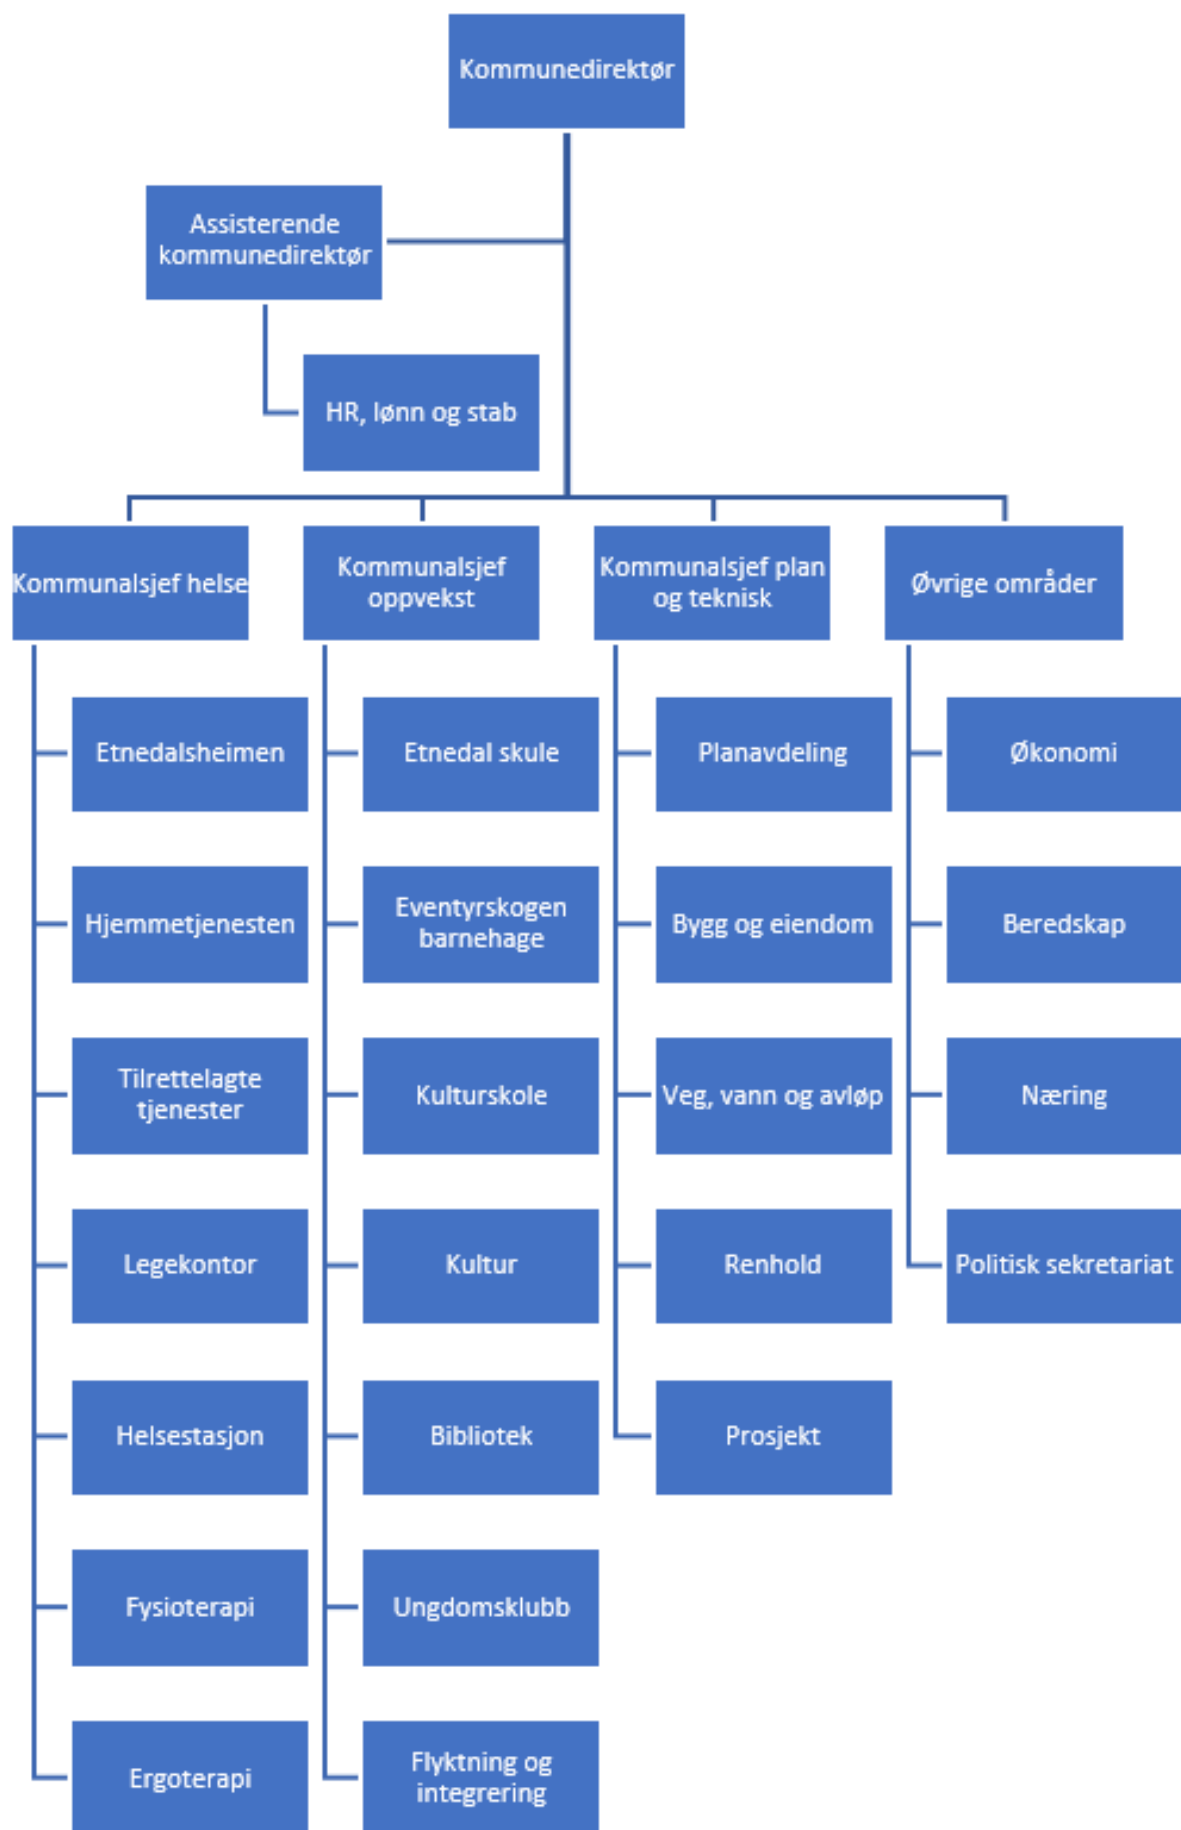 Kommunedirektør
Assisterende
kommunedirektør
HR, lønn og stab
Kommunalsjef helse
Etnedalsheimen
Hjemmetjenesten
Tilrettelagte
tjenester
Legekontor
Helsestasjon
Fysioterapi
Ergoterapi
Kommunalsjef
oppvekst
Etnedal skule
Eventyrskogen
barnehage
Kulturskole
Kultur
Bibliotek
Ungdomsklubb
Flyktning og
integrering
Kommunalsjef plan
og teknisk
Planavdeling
Bygg og eiendom
Veg, vann og avløp
Renhold
Prosjekt
Øvrige områder
Økonomi
Beredskap
Næring
Politisk sekretariat